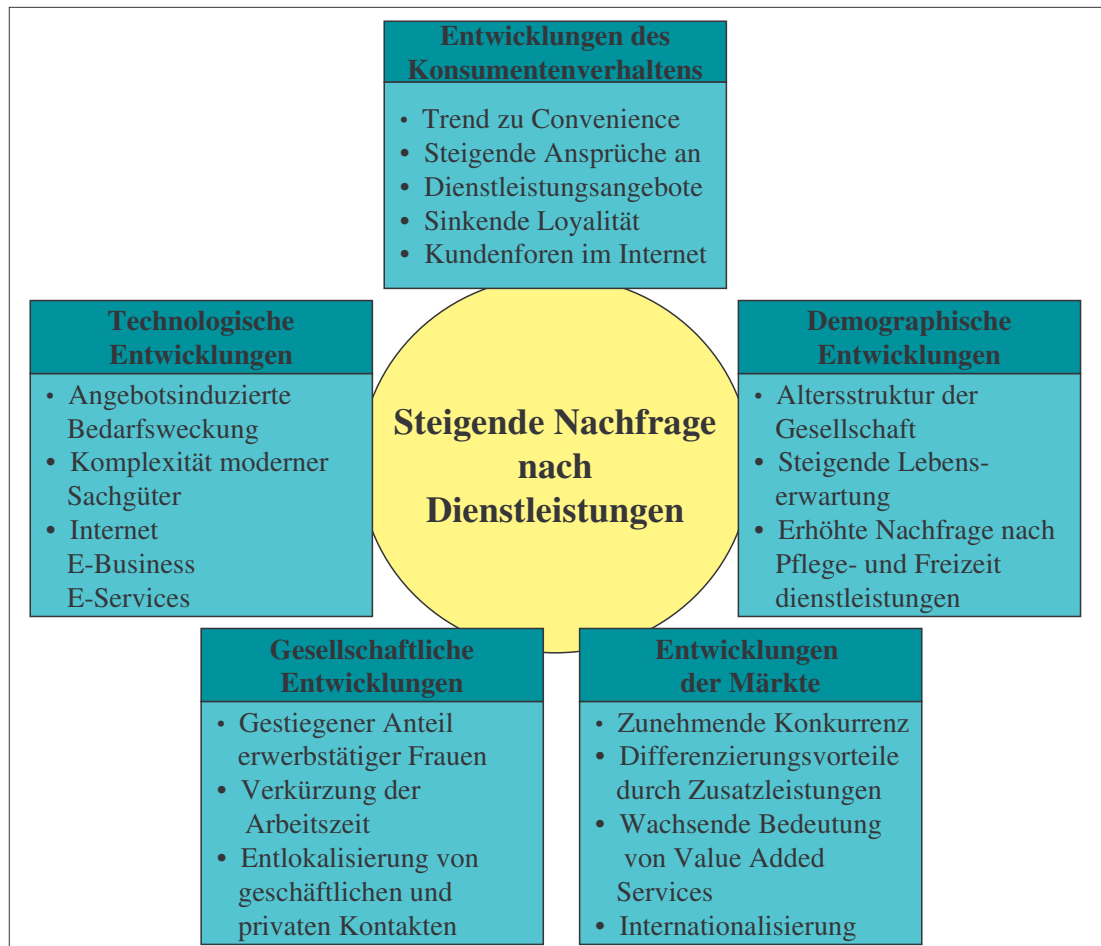 Entwicklungen des
Konsumentenverhaltens
• Trend zu Convenience
• Steigende Ansprüche an
• Dienstleistungsangebote
• Sinkende Loyalität
• Kundenforen im Internet
Technologische
Entwicklungen
• Angebotsinduzierte
Bedarfsweckung
• Komplexität moderner
Sachgüter
• Internet
E-Business
E-Services
Steigende Nachfrage
nach
Dienstleistungen
Demographische
Entwicklungen
• Altersstruktur der
Gesellschaft
• Steigende Lebens-
erwartung
• Erhöhte Nachfrage nach
Pflege- und Freizeit
dienstleistungen
Gesellschaftliche
Entwicklungen
• Gestiegener Anteil
erwerbstätiger Frauen
• Verkürzung der
Arbeitszeit
• Entlokalisierung von
geschäftlichen und
privaten Kontakten
Entwicklungen
der Märkte
• Zunehmende Konkurrenz
• Differenzierungsvorteile
durch Zusatzleistungen
• Wachsende Bedeutung
von Value Added
Services
• Internationalisierung